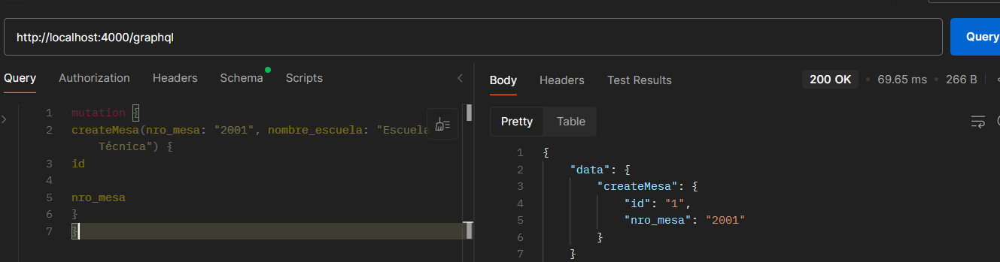 http://localhost:4000/graphql
Query
Query
Authorization
Headers
Schema
Scripts
1 mutation {
2 createMesa(nro_mesa: "2001", nombre_escuela: "Escuela
Técnica") {
3 id
4
5 nro_mesa
6 }
7 }
Body
Headers
Test Results
200 OK
69.65 ms
266 B
Pretty
Table
1 {
2 "data": {
3 "createMesa": {
4 "id": "1",
5 "nro_mesa": "2001"
6 }
7 }